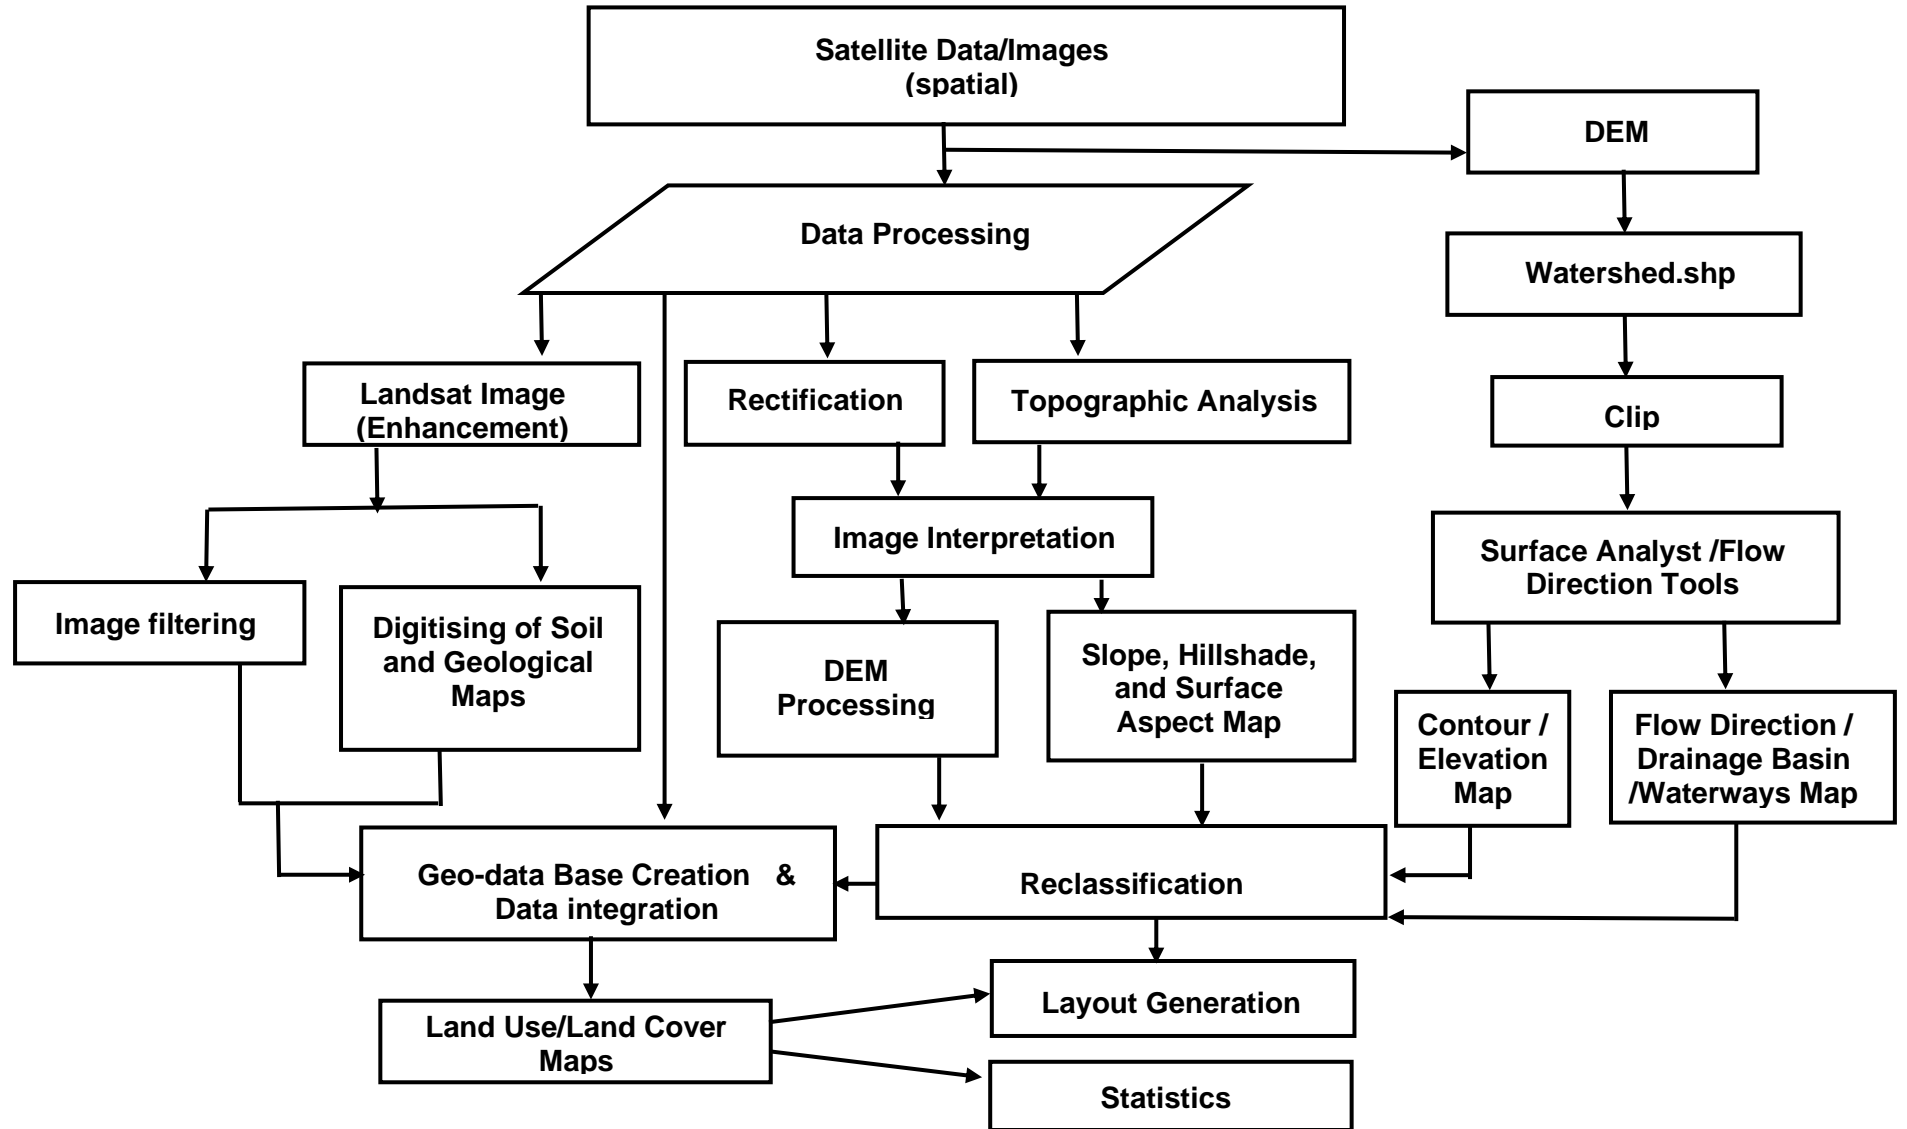 Satellite Data/Images
(spatial)
DEM
Data Processing
Watershed.shp
Landsat Image
(Enhancement)
Rectification
Topographic Analysis
Clip
Image Interpretation
Surface Analyst /Flow
Direction Tools
Image filtering
Digitising of Soil
and Geological
Maps
DEM
Processing
Slope, Hillshade,
and Surface
Aspect Map
Contour /
Elevation
Map
Flow Direction /
Drainage Basin
/Waterways Map
Geo-data Base Creation &
Data integration
Reclassification
Land Use/Land Cover
Maps
Layout Generation
Statistics